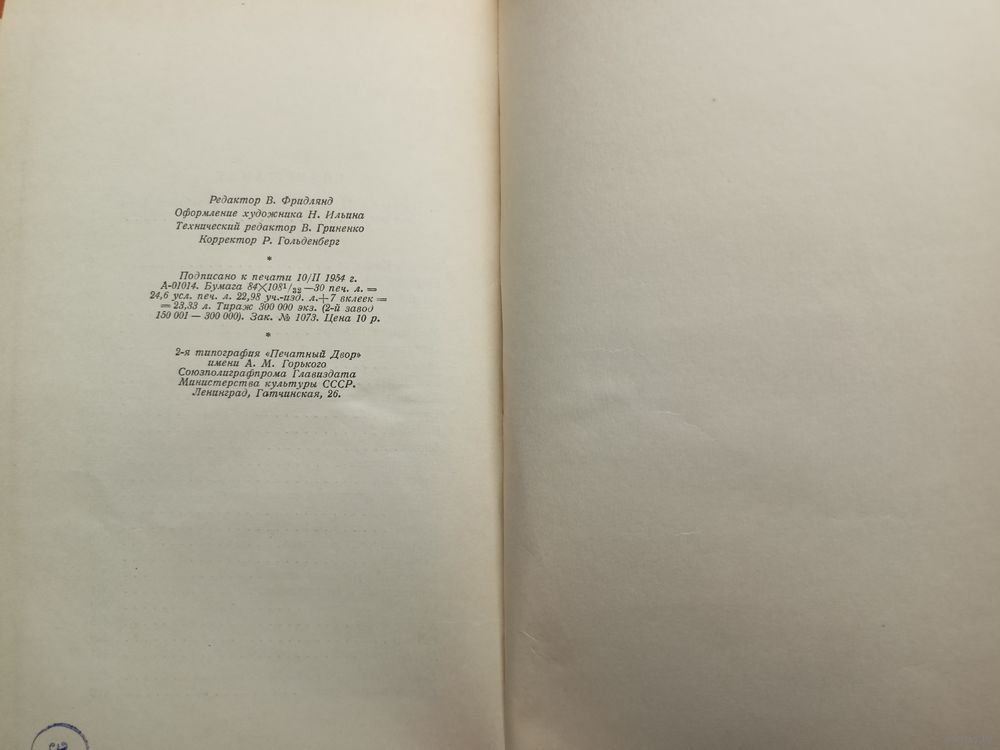 Редактор В. Фридлянд
Оформление художника Н. Ильина
Технический редактор В. Гриненко
Корректор Р. Гольденберг
*
Подписано к печати 10/II 1954 г.
А-01014. Бумага 84×108¹/₃₂—30 печ. л. =
24,6 усл. печ. л. 22,98 уч.-изд. л.+7 вклеек =
=23,33 л. Тираж 300 000 экз. (2-й завод
150 001 — 300 000). Зак. № 1073. Цена 10 р.
*
2-я типография «Печатный Двор»
имени А. М. Горького
Союзполиграфпрома Главиздата
Министерства культуры СССР.
Ленинград, Гатчинская, 26.